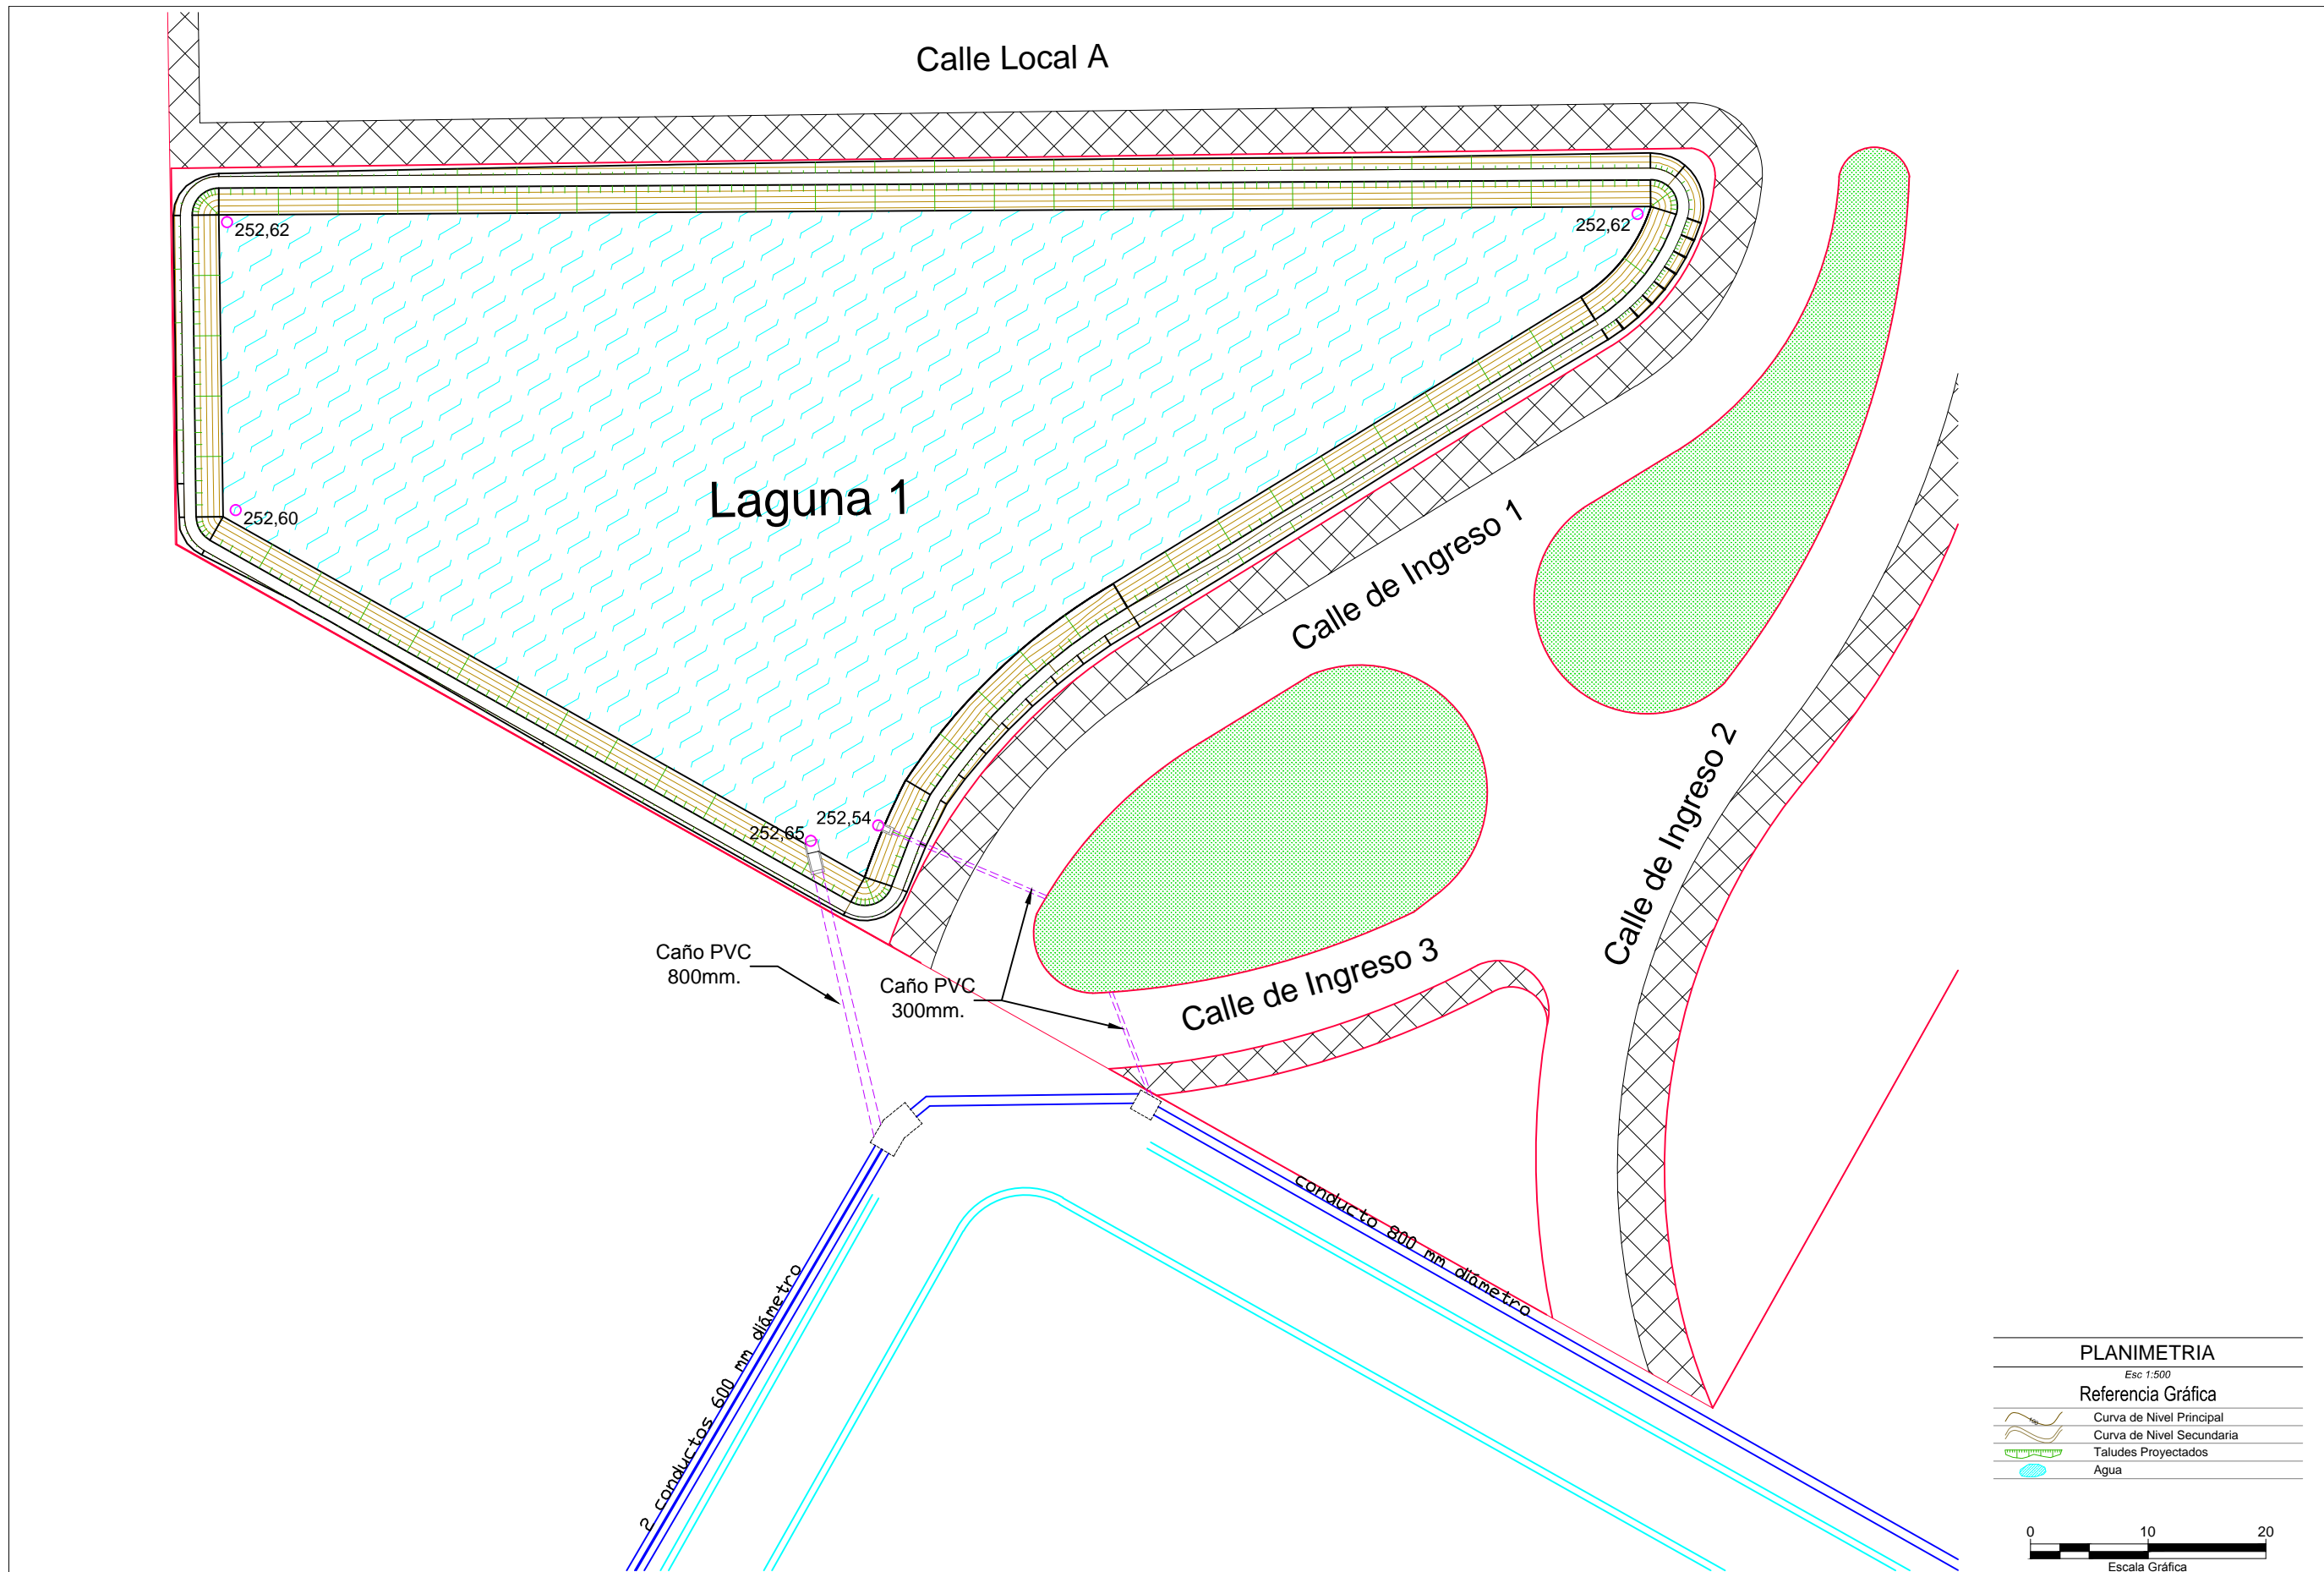 Calle Local A
252,62
252,62
Laguna 1
252,60
Calle de Ingreso 1
252,54
252,65
Calle de Ingreso 2
Caño PVC
800mm.
Caño PVC
300mm.
Calle de Ingreso 3
conducto 800 mm diámetro
2 conductos 600 mm diámetro
PLANIMETRIA
Esc 1:500
Referencia Gráfica
Curva de Nivel Principal
Curva de Nivel Secundaria
Taludes Proyectados
Agua
0 10 20
Escala Gráfica